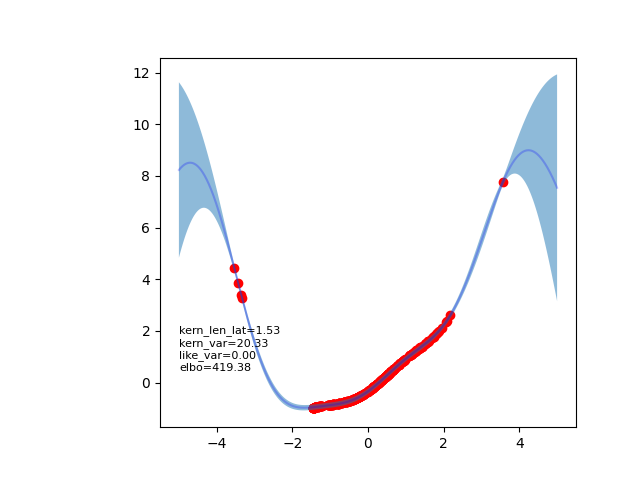 12
10
8
6
4
2
0
kern_len_lat=1.53
kern_var=20.33
like_var=0.00
elbo=419.38
−4 −2 0 2 4